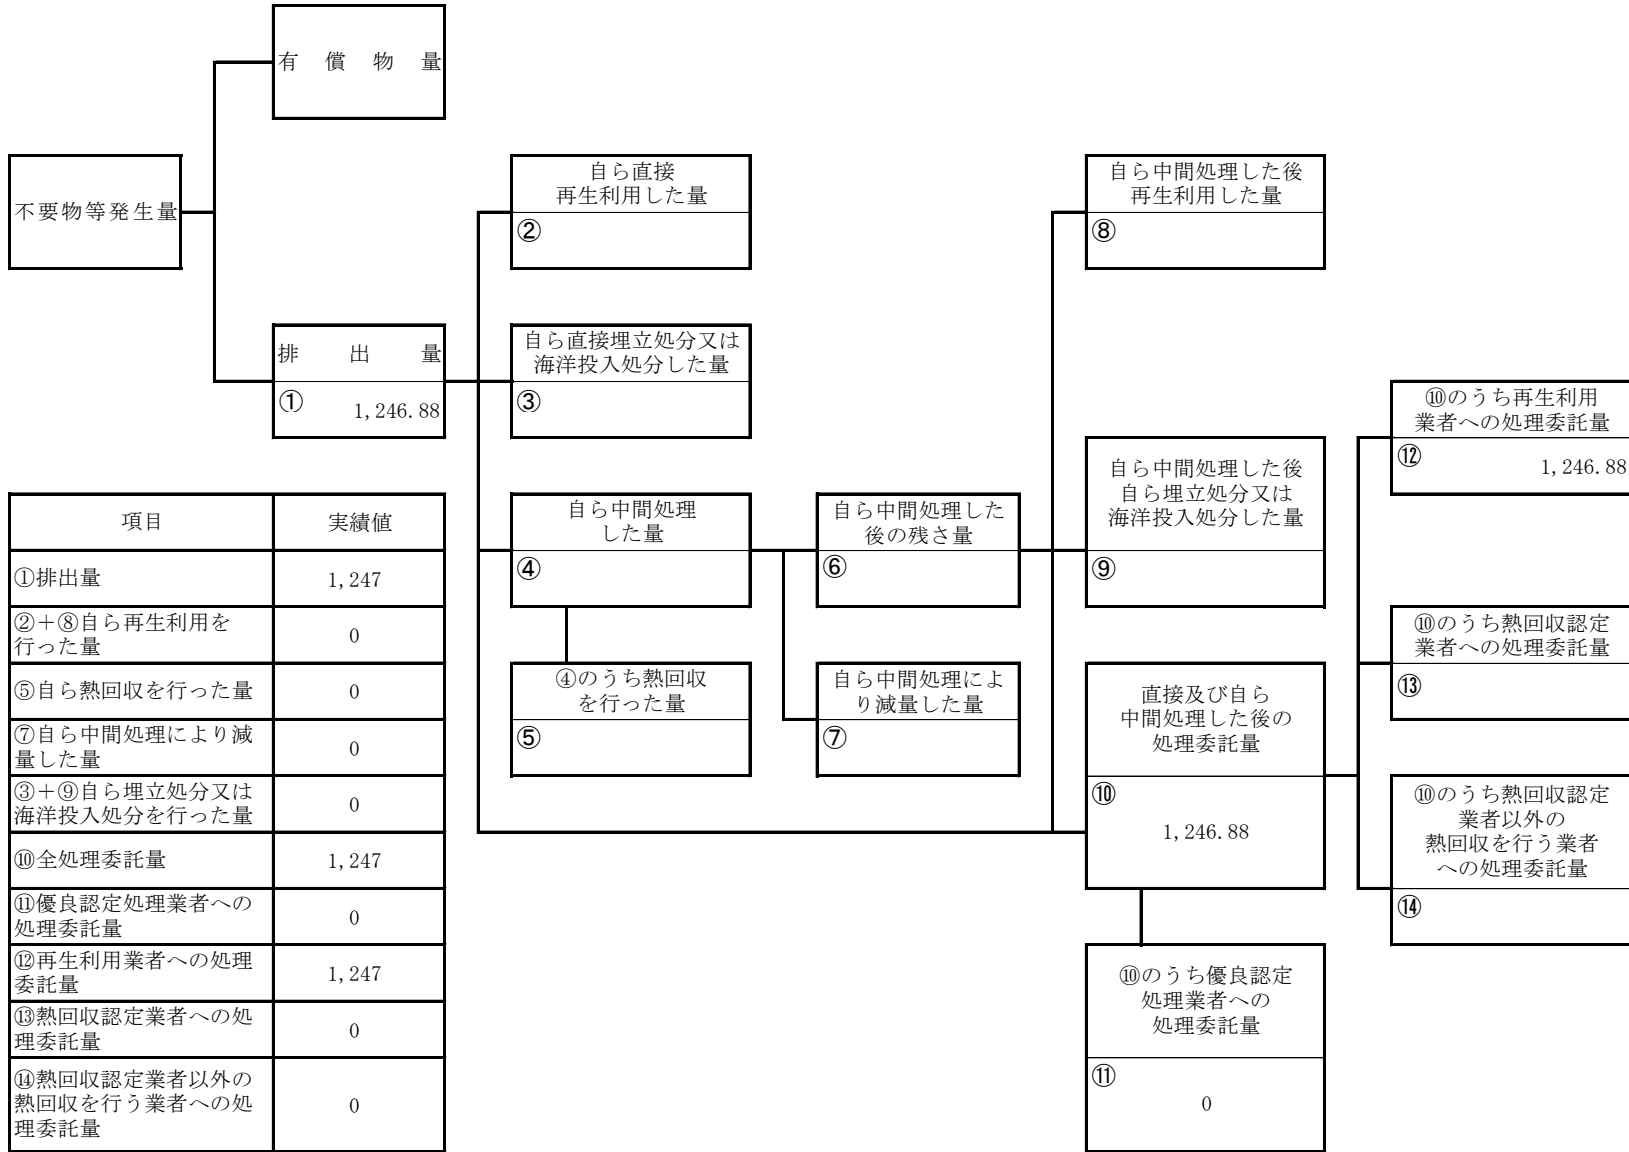 有償物量
不要物等発生量
排出量
①
1,246.88
自ら直接
再生利用した量
②
自ら直接埋立処分又は
海洋投入処分した量
③
自ら中間処理
した量
④
④のうち熱回収
を行った量
⑤
自ら中間処理した
後の残さ量
⑥
自ら中間処理によ
り減量した量
⑦
自ら中間処理した後
再生利用した量
⑧
自ら中間処理した後
自ら埋立処分又は
海洋投入処分した量
⑨
直接及び自ら
中間処理した後の
処理委託量
⑩
1,246.88
⑩のうち優良認定
処理業者への
処理委託量
⑪
0
⑩のうち再生利用
業者への処理委託量
⑫
1,246.88
⑩のうち熱回収認定
業者への処理委託量
⑬
⑩のうち熱回収認定
業者以外の
熱回収を行う業者
への処理委託量
⑭
項目 実績値
①排出量 1,247
②+⑧自ら再生利用を
行った量 0
⑤自ら熱回収を行った量 0
⑦自ら中間処理により減
量した量 0
③+⑨自ら埋立処分又は
海洋投入処分を行った量 0
⑩全処理委託量 1,247
⑪優良認定処理業者への
処理委託量 0
⑫再生利用業者への処理
委託量 1,247
⑬熱回収認定業者への処
理委託量 0
⑭熱回収認定業者以外の
熱回収を行う業者への処
理委託量 0